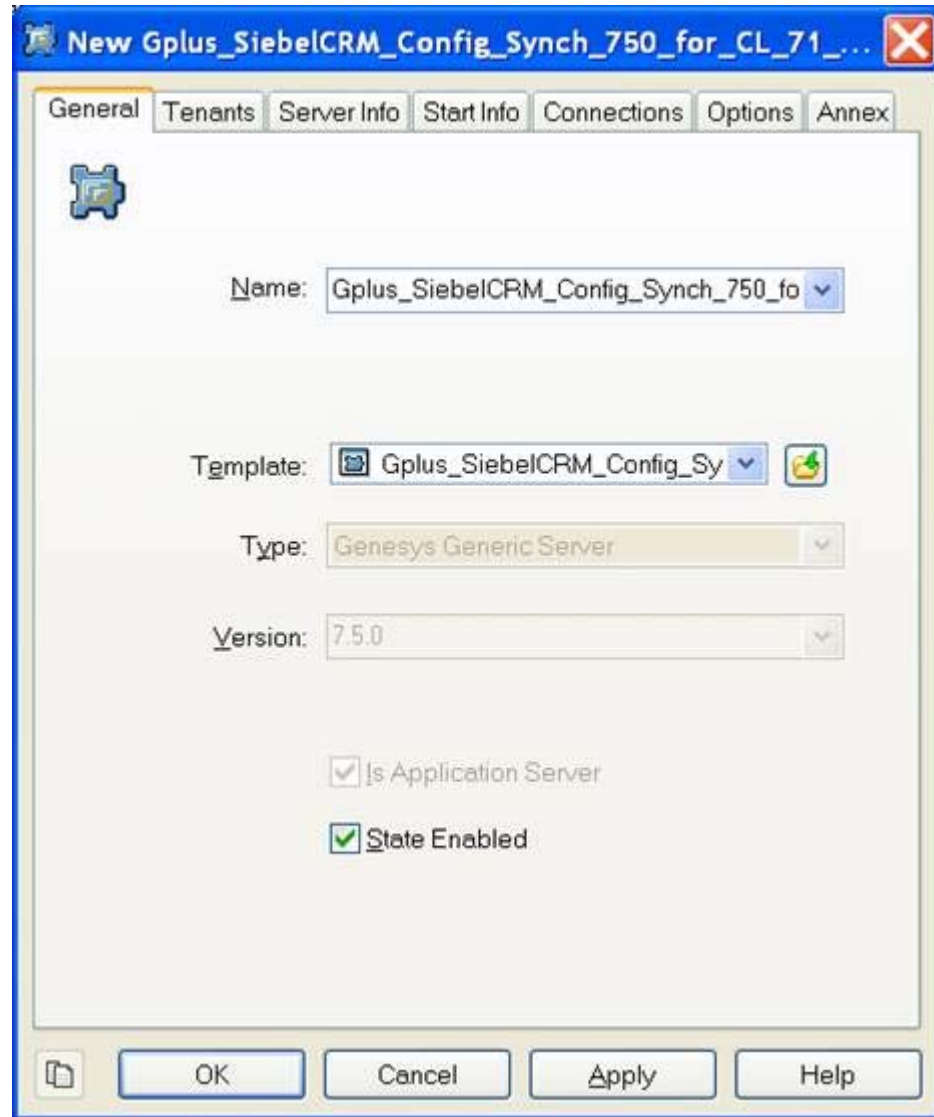 New Gplus_SiebelCRM_Config_Synch_750_for_CL_71_...
General Tenants Server Info Start Info Connections Options Annex
Name: Gplus_SiebelCRM_Config_Synch_750_fo
Template: Gplus_SiebelCRM_Config_Sy
Type: Genesys Generic Server
Version: 7.5.0
Is Application Server
State Enabled
OK Cancel Apply Help